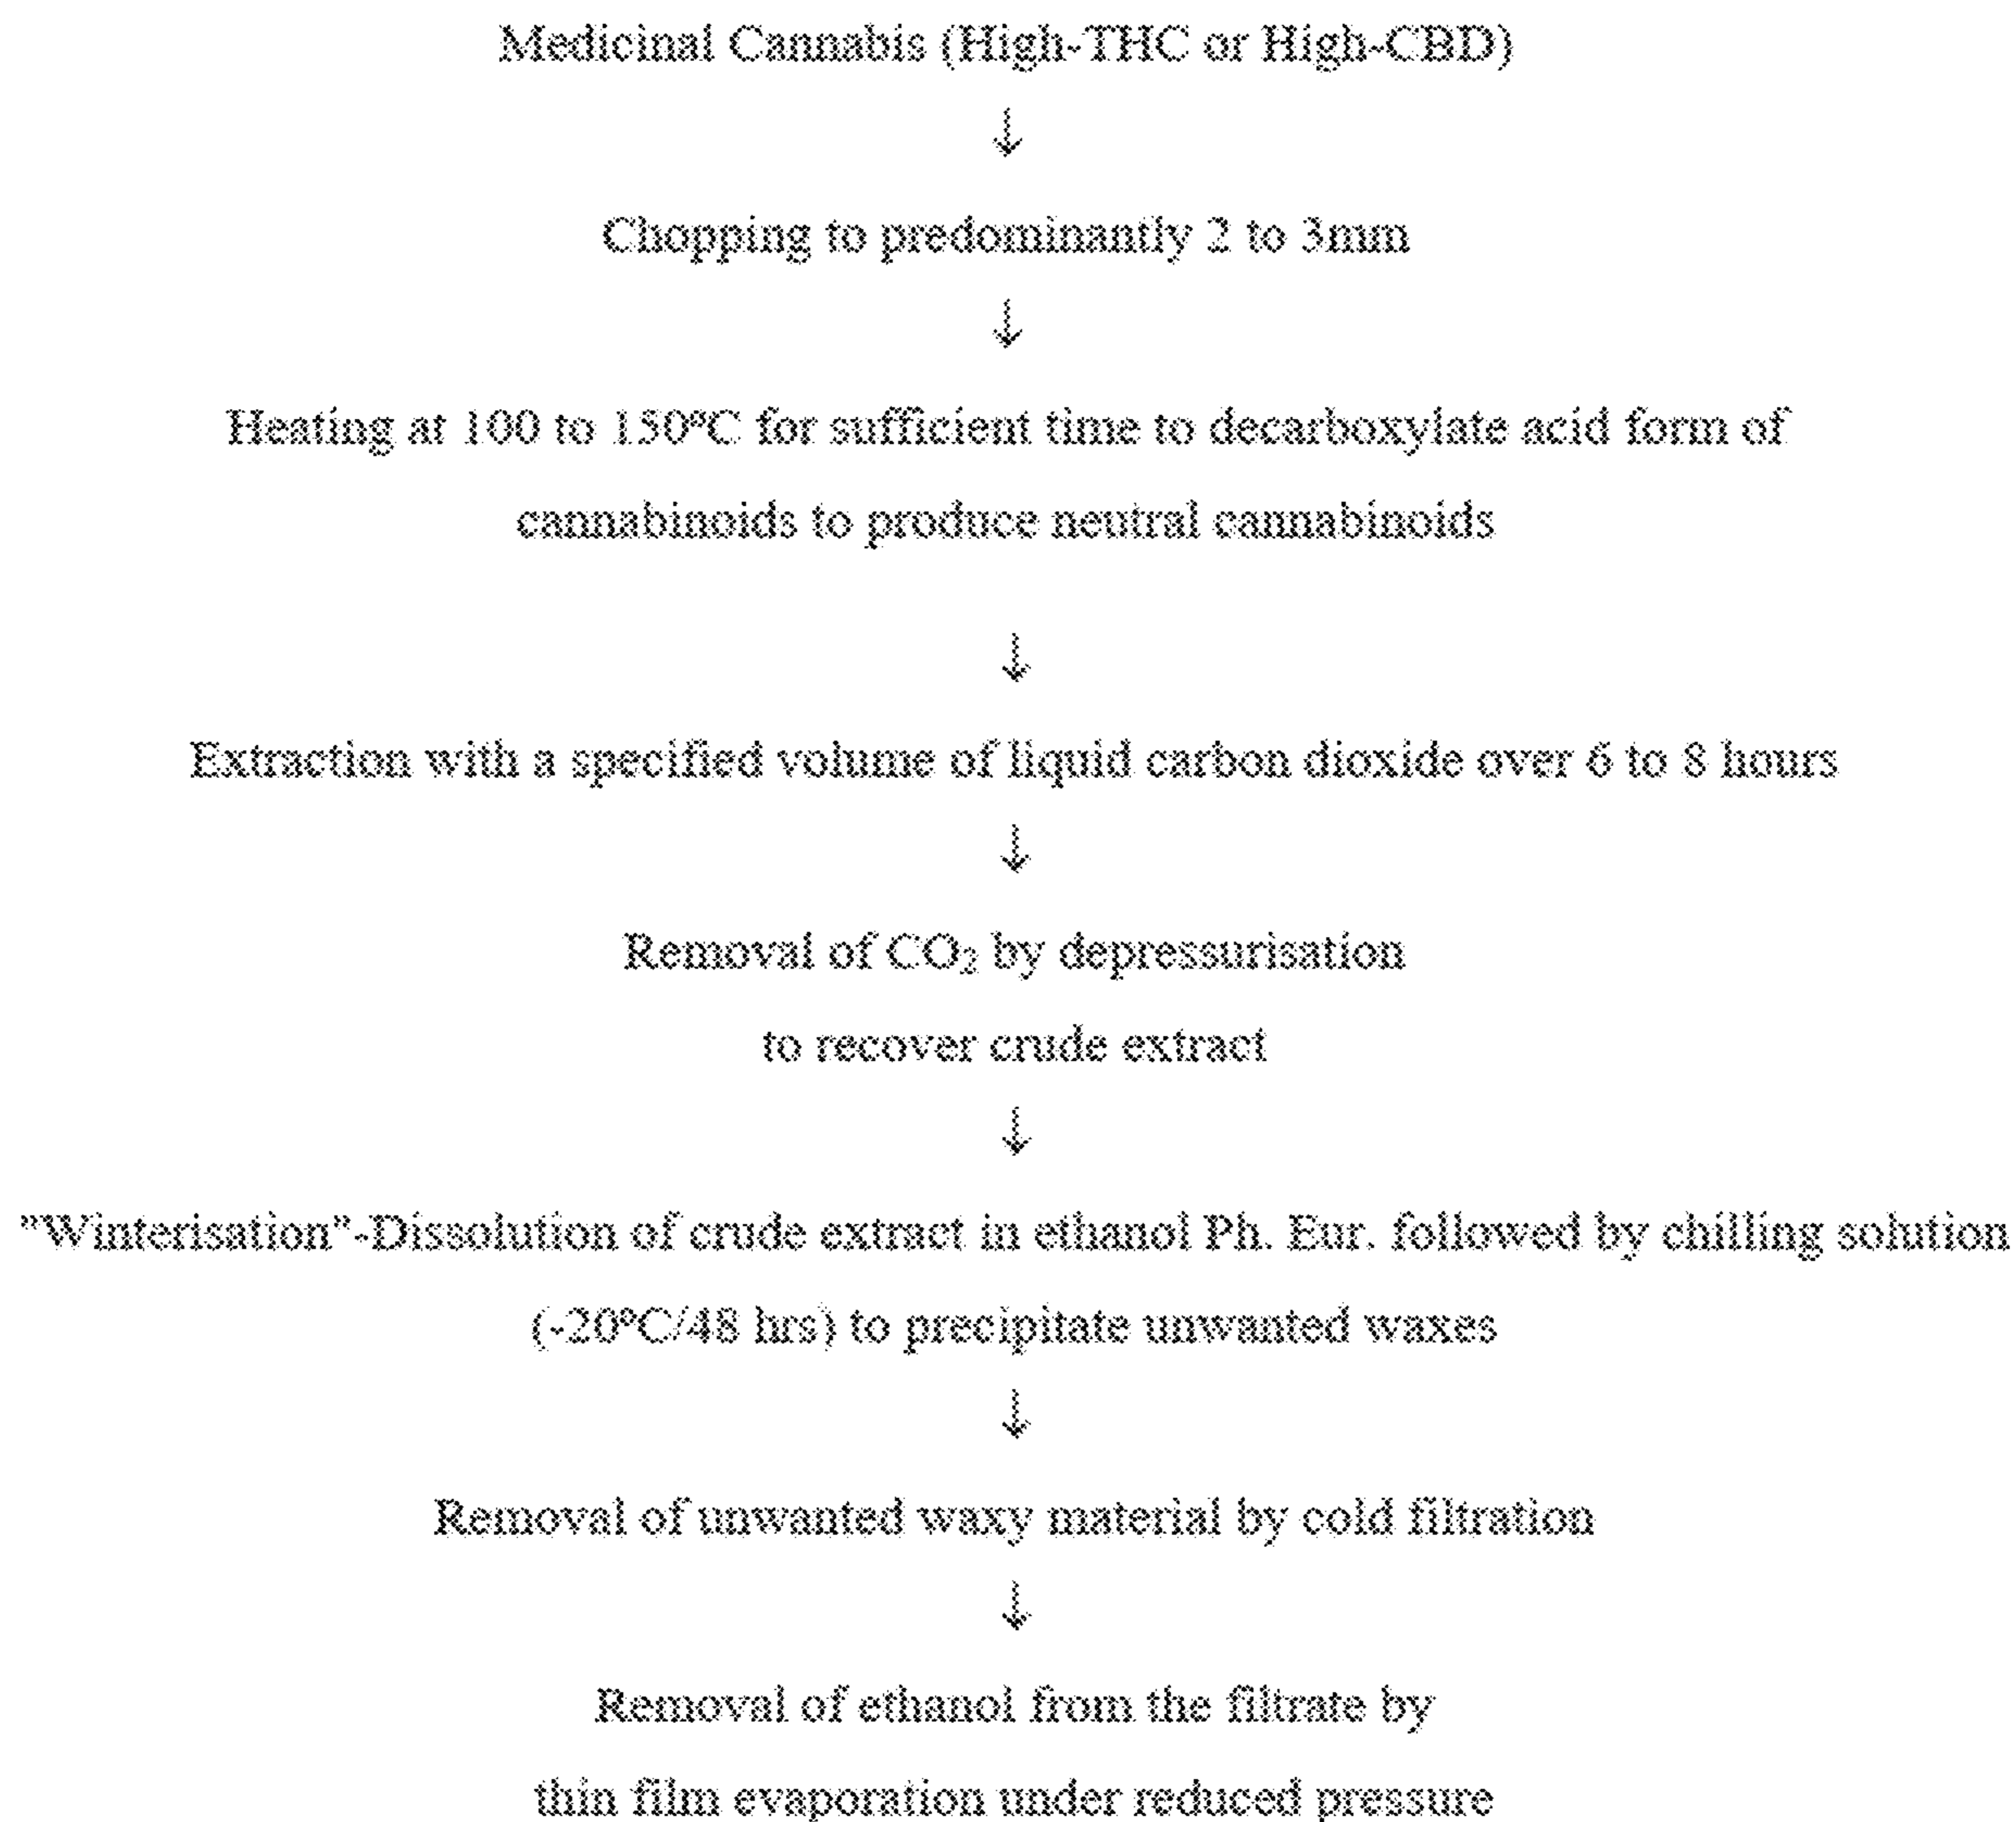 Medicinal Cannabis (High-THC or High-CBD)
↓
Chopping to predominantly 2 to 3mm
↓
Heating at 100 to 150ºC for sufficient time to decarboxylate acid form of
cannabinoids to produce neutral cannabinoids
↓
Extraction with a specified volume of liquid carbon dioxide over 6 to 8 hours
↓
Removal of CO₂ by depressurisation
to recover crude extract
↓
"Winterisation"-Dissolution of crude extract in ethanol Ph. Eur. followed by chilling solution
(-20ºC/48 hrs) to precipitate unwanted waxes
↓
Removal of unwanted waxy material by cold filtration
↓
Removal of ethanol from the filtrate by
thin film evaporation under reduced pressure